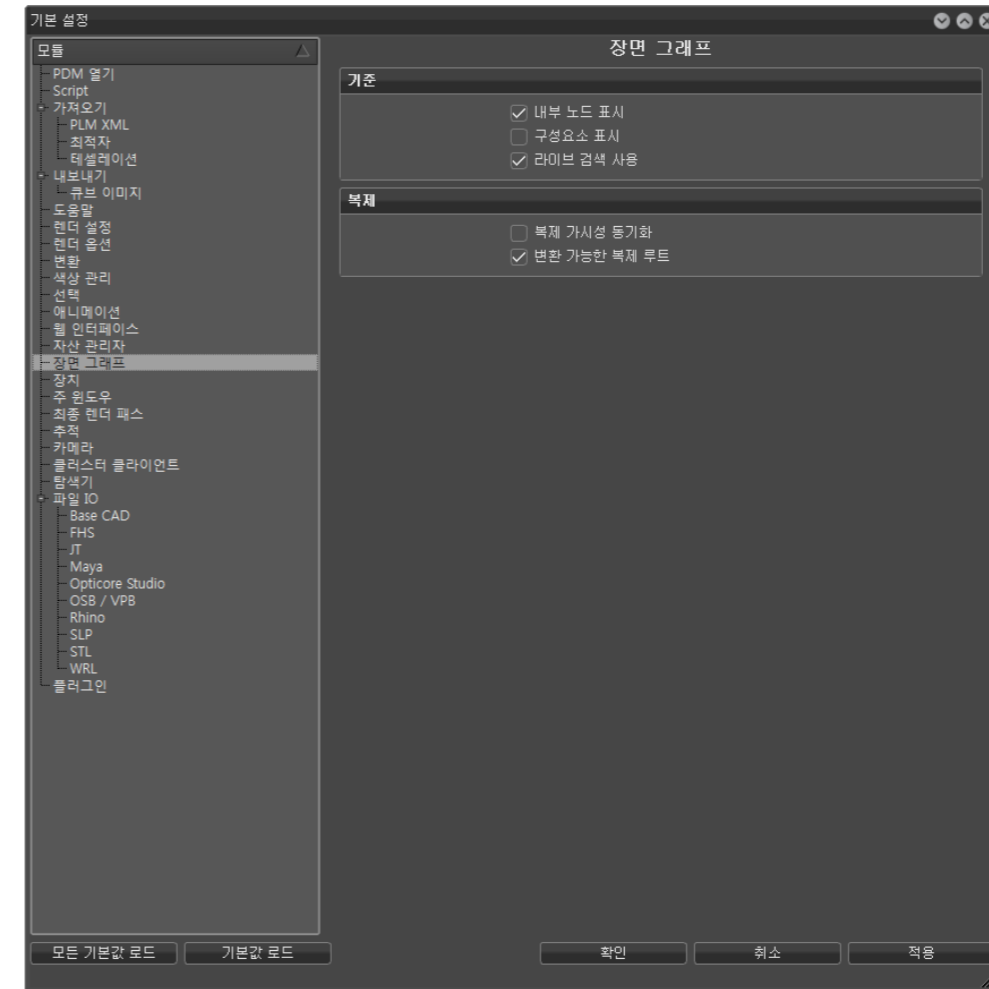 기본 설정
모듈
PDM 열기
Script
가져오기
PLM XML
최적자
테셀레이션
내보내기
큐브 이미지
도움말
렌더 설정
렌더 옵션
변환
색상 관리
선택
애니메이션
웹 인터페이스
자산 관리자
장면 그래프
장치
주 윈도우
최종 렌더 패스
추적
카메라
클러스터 클라이언트
탐색기
파일 IO
Base CAD
FHS
JT
Maya
Opticore Studio
OSB / VPB
Rhino
SLP
STL
WRL
플러그인
장면 그래프
기준
내부 노드 표시
구성요소 표시
라이브 검색 사용
복제
복제 가시성 동기화
변환 가능한 복제 루트
모든 기본값 로드
기본값 로드
확인
취소
적용